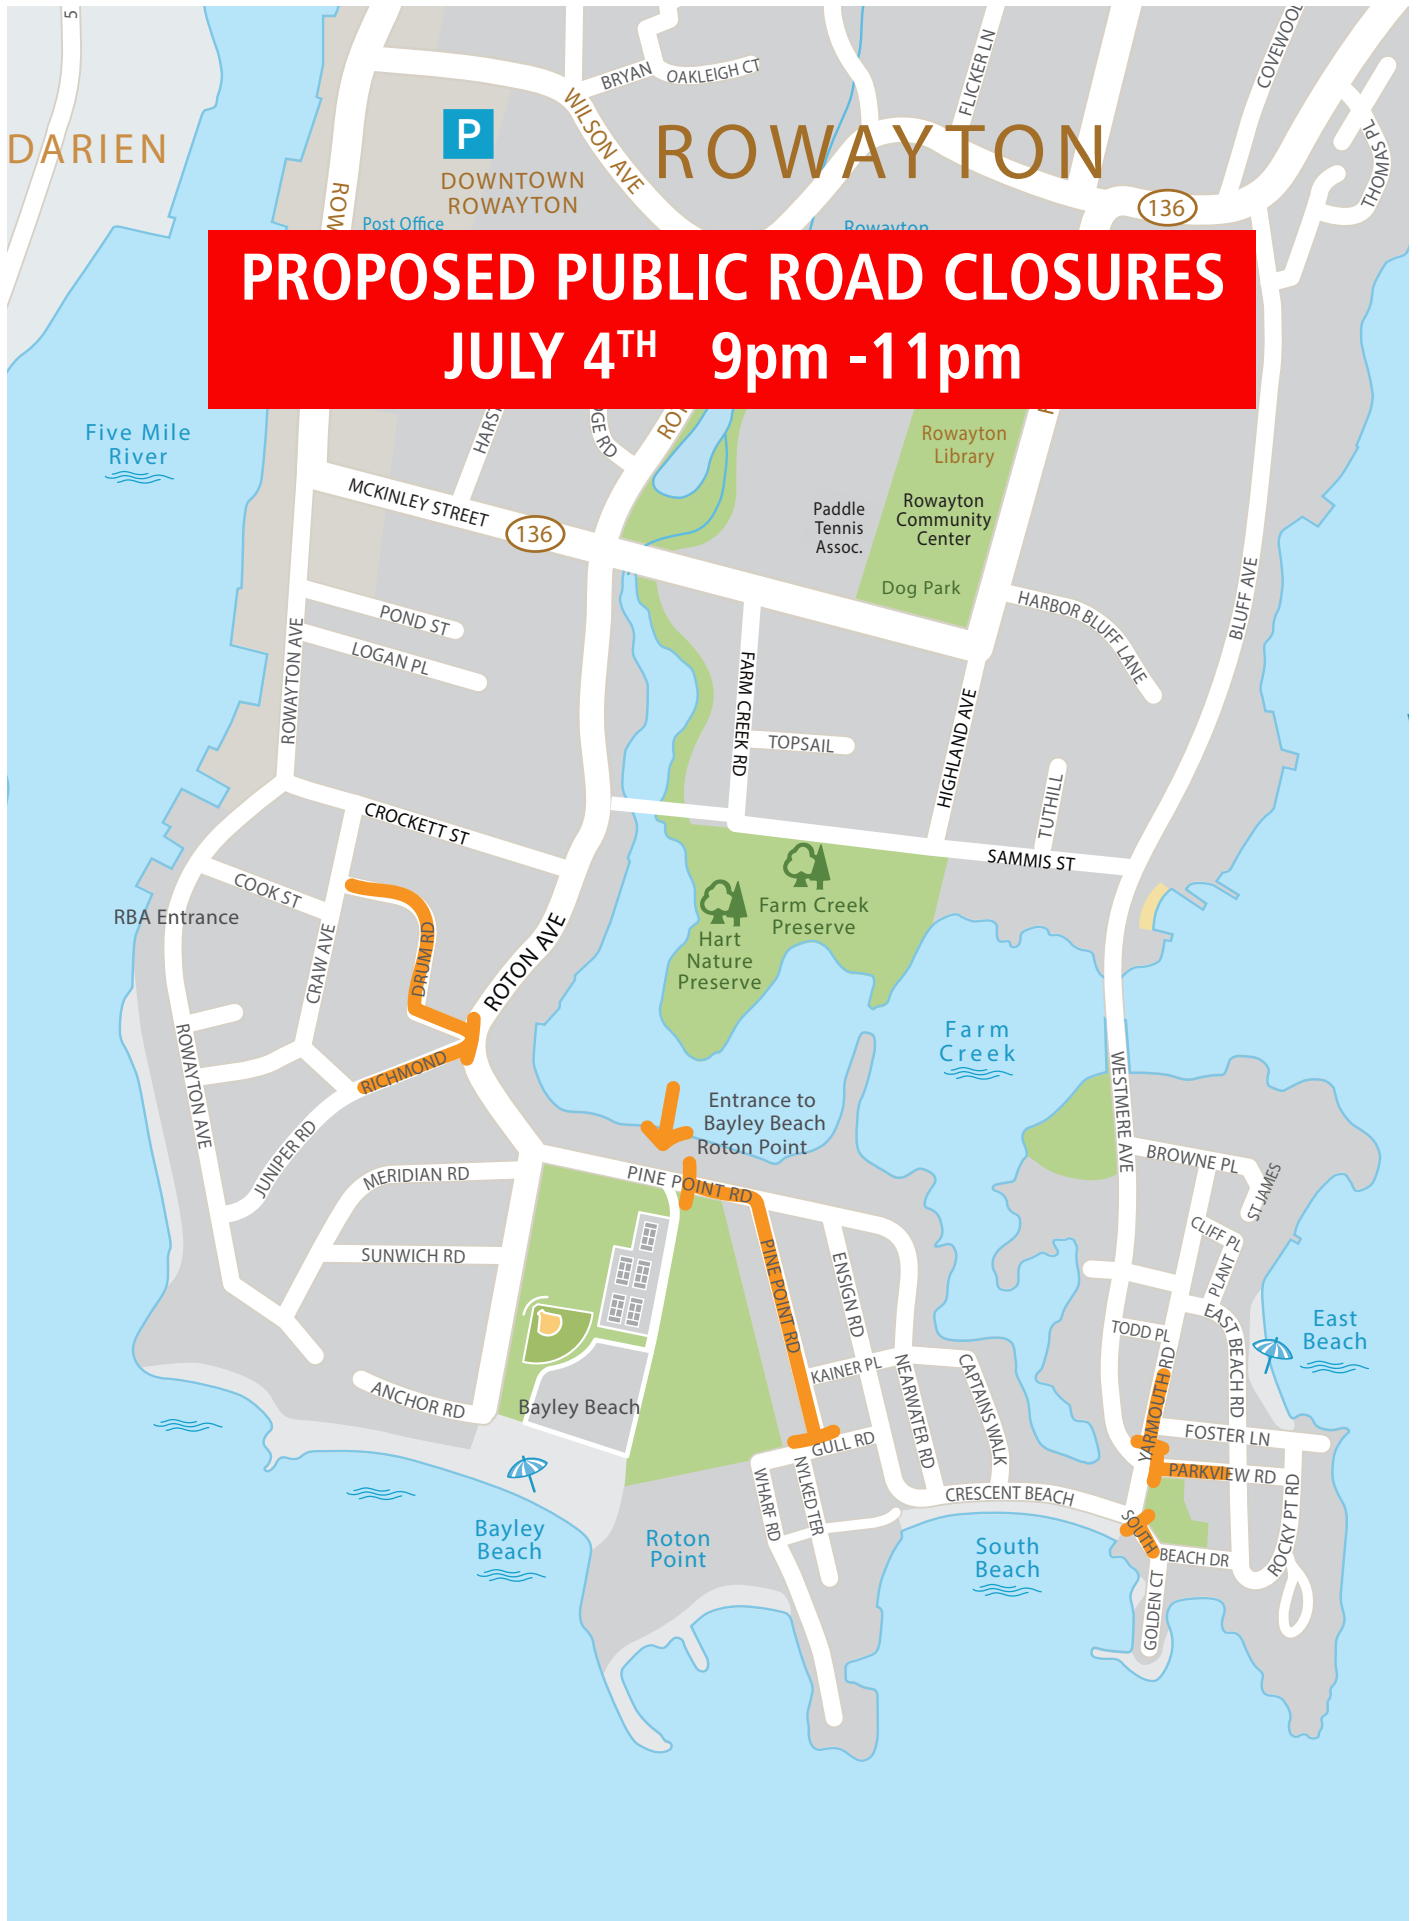 5
DARIEN
BRYAN
OAKLEIGH CT
FLICKER LN
COVEWOOL
THOMAS PL
P
DOWNTOWN
ROWAYTON
WILSON AVE
ROWAYTON
136
ROW
Post Office
Rowayton
PROPOSED PUBLIC ROAD CLOSURES
JULY 4TH 9pm -11pm
Five Mile
River
HARST
DGE RD
ROT
Rowayton
Library
MCKINLEY STREET
136
Paddle
Tennis
Assoc.
Rowayton
Community
Center
Dog Park
HARBOR BLUFF LANE
BLUFF AVE
POND ST
LOGAN PL
ROWAYTON AVE
FARM CREEK RD
TOPSAIL
HIGHLAND AVE
TUTHILL
CROCKETT ST
SAMMIS ST
COOK ST
RBA Entrance
CRAW AVE
DRUM RD
ROTON AVE
Farm Creek
Preserve
Hart
Nature
Preserve
Farm
Creek
ROWAYTON AVE
RICHMOND
JUNIPER RD
WESTMERE AVE
Entrance to
Bayley Beach
Roton Point
MERIDIAN RD
PINE POINT RD
BROWNE PL
ST JAMES
SUNWICH RD
PINE POINT RD
ENSIGN RD
CLIFF PL
PLANT
TODD PL
EAST BEACH RD
East
Beach
KAINER PL
NEARWATER RD
CAPTAINS WALK
YARMOUTH RD
ANCHOR RD
Bayley Beach
GULL RD
FOSTER LN
PARKVIEW RD
WHARF RD
NYLKED TER
CRESCENT BEACH
ROCKY PT RD
Bayley
Beach
Roton
Point
South
Beach
SOUTH
BEACH DR
GOLDEN CT